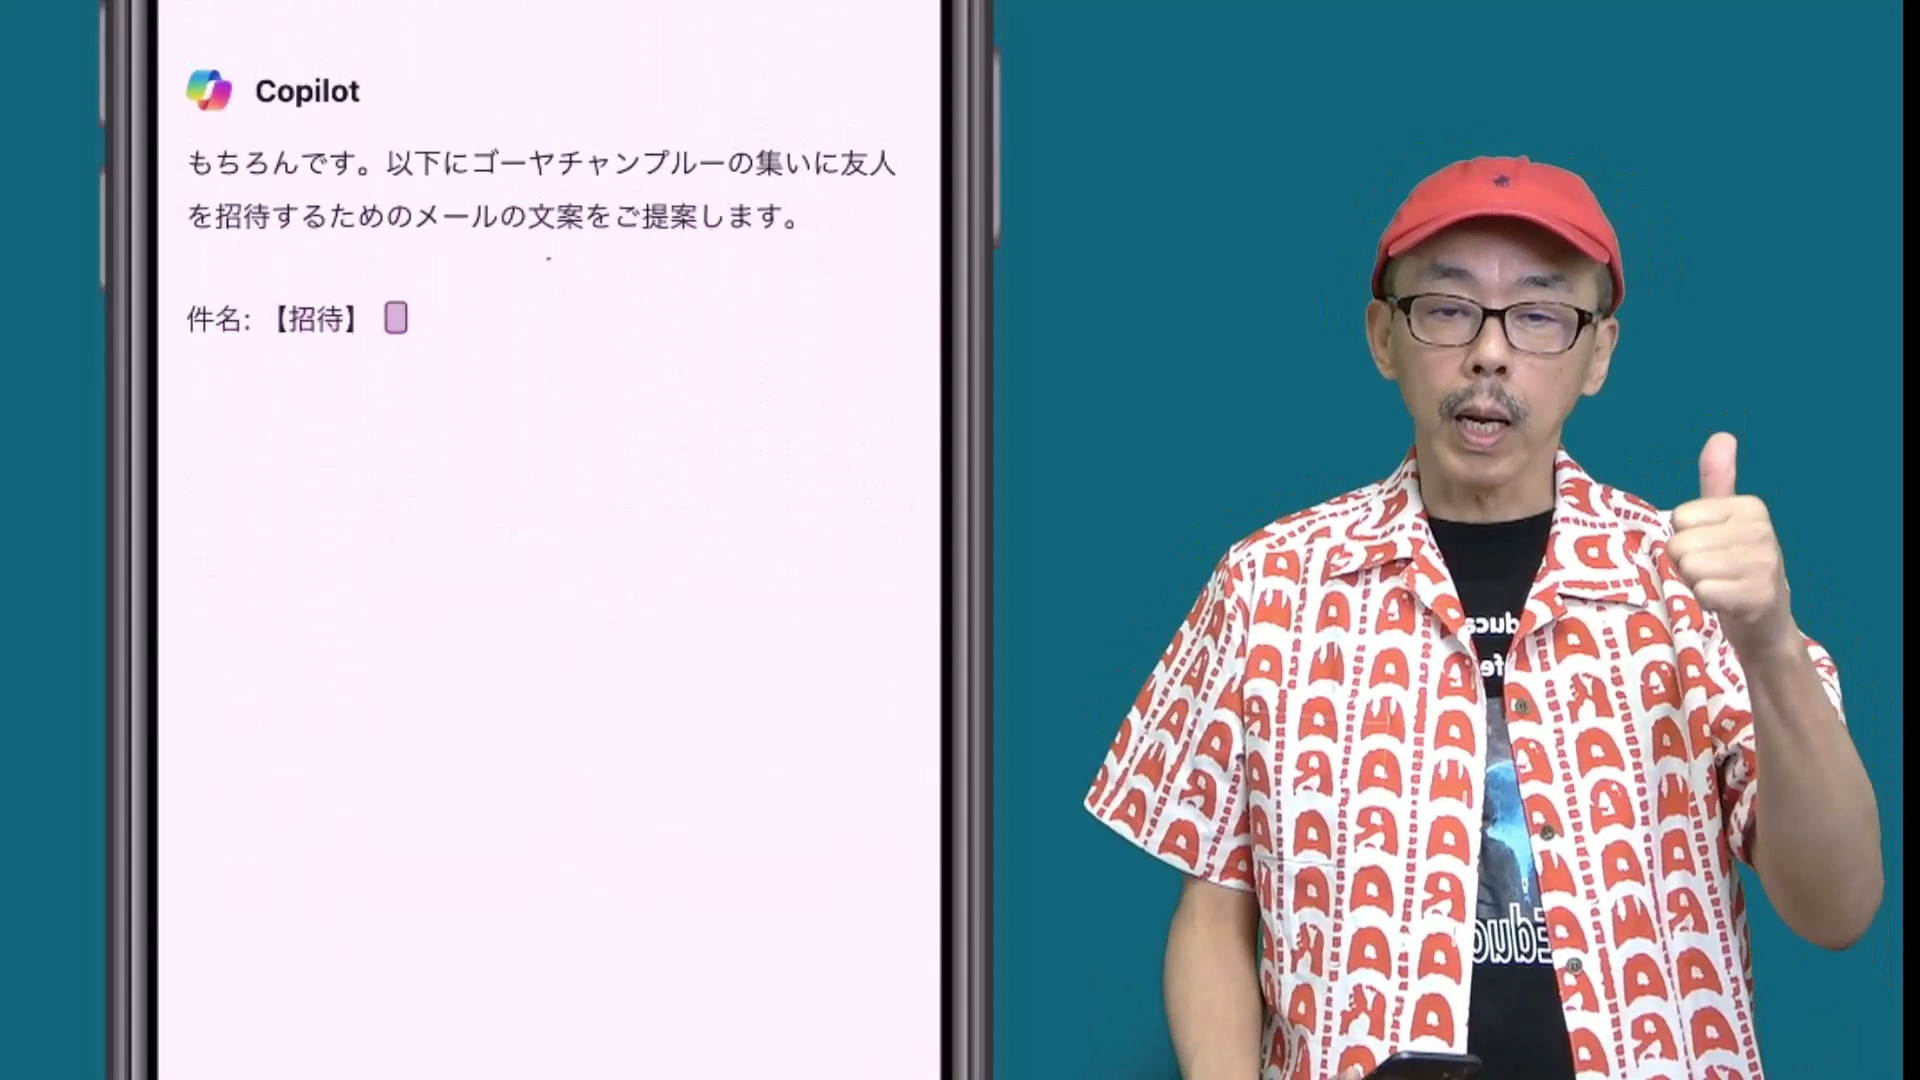 Copilot
もちろんです。以下にゴーヤチャンプルーの集いに友人
を招待するためのメールの文案をご提案します。
件名: 【招待】